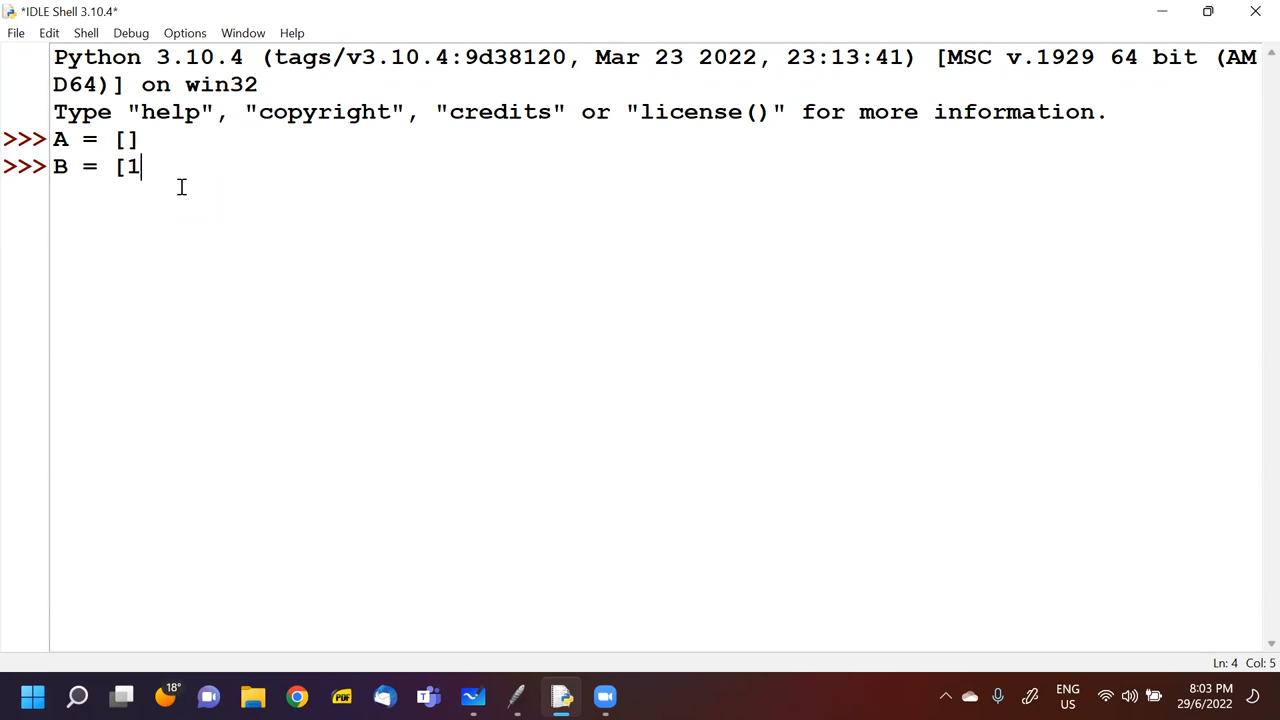 *IDLE Shell 3.10.4*
File Edit Shell Debug Options Window Help
Python 3.10.4 (tags/v3.10.4:9d38120, Mar 23 2022, 23:13:41) [MSC v.1929 64 bit (AM
D64)] on win32
Type "help", "copyright", "credits" or "license()" for more information.
>>> A = []
>>> B = [1
Ln: 4 Col: 5
18°
PDF
ENG
US
8:03 PM
29/6/2022